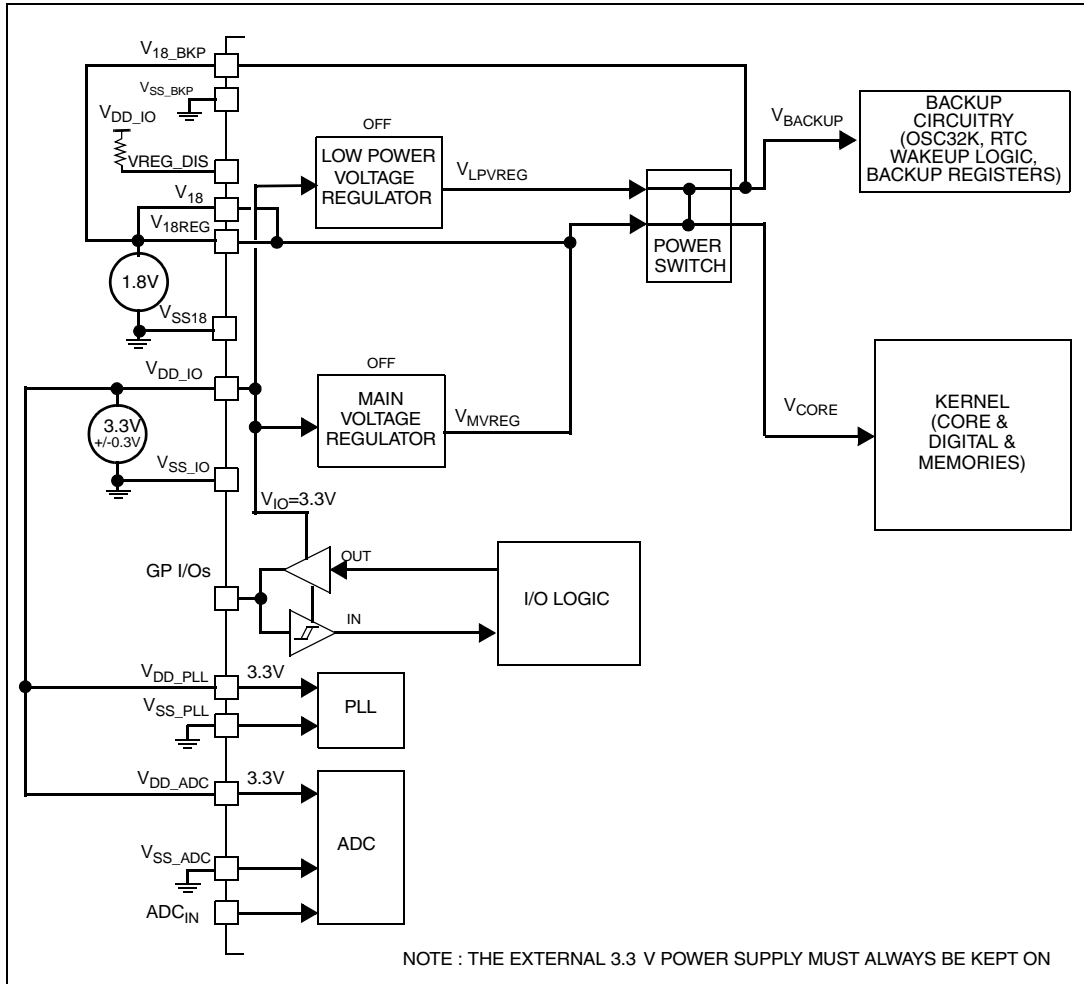 V18_BKP
VSS_BKP
VDD_IO
VREG_DIS
V18
V18REG
1.8V
VSS18
VDD_IO
3.3V
+/-0.3V
VSS_IO
OFF
LOW POWER
VOLTAGE
REGULATOR
VLPVREG
OFF
MAIN
VOLTAGE
REGULATOR
VMVREG
POWER
SWITCH
VBACKUP
BACKUP
CIRCUITRY
(OSC32K, RTC
WAKEUP LOGIC,
BACKUP REGISTERS)
VCORE
KERNEL
(CORE &
DIGITAL &
MEMORIES)
VIO=3.3V
GP I/Os
OUT
IN
I/O LOGIC
VDD_PLL
3.3V
VSS_PLL
PLL
VDD_ADC
3.3V
VSS_ADC
ADCIN
ADC
NOTE : THE EXTERNAL 3.3 V POWER SUPPLY MUST ALWAYS BE KEPT ON